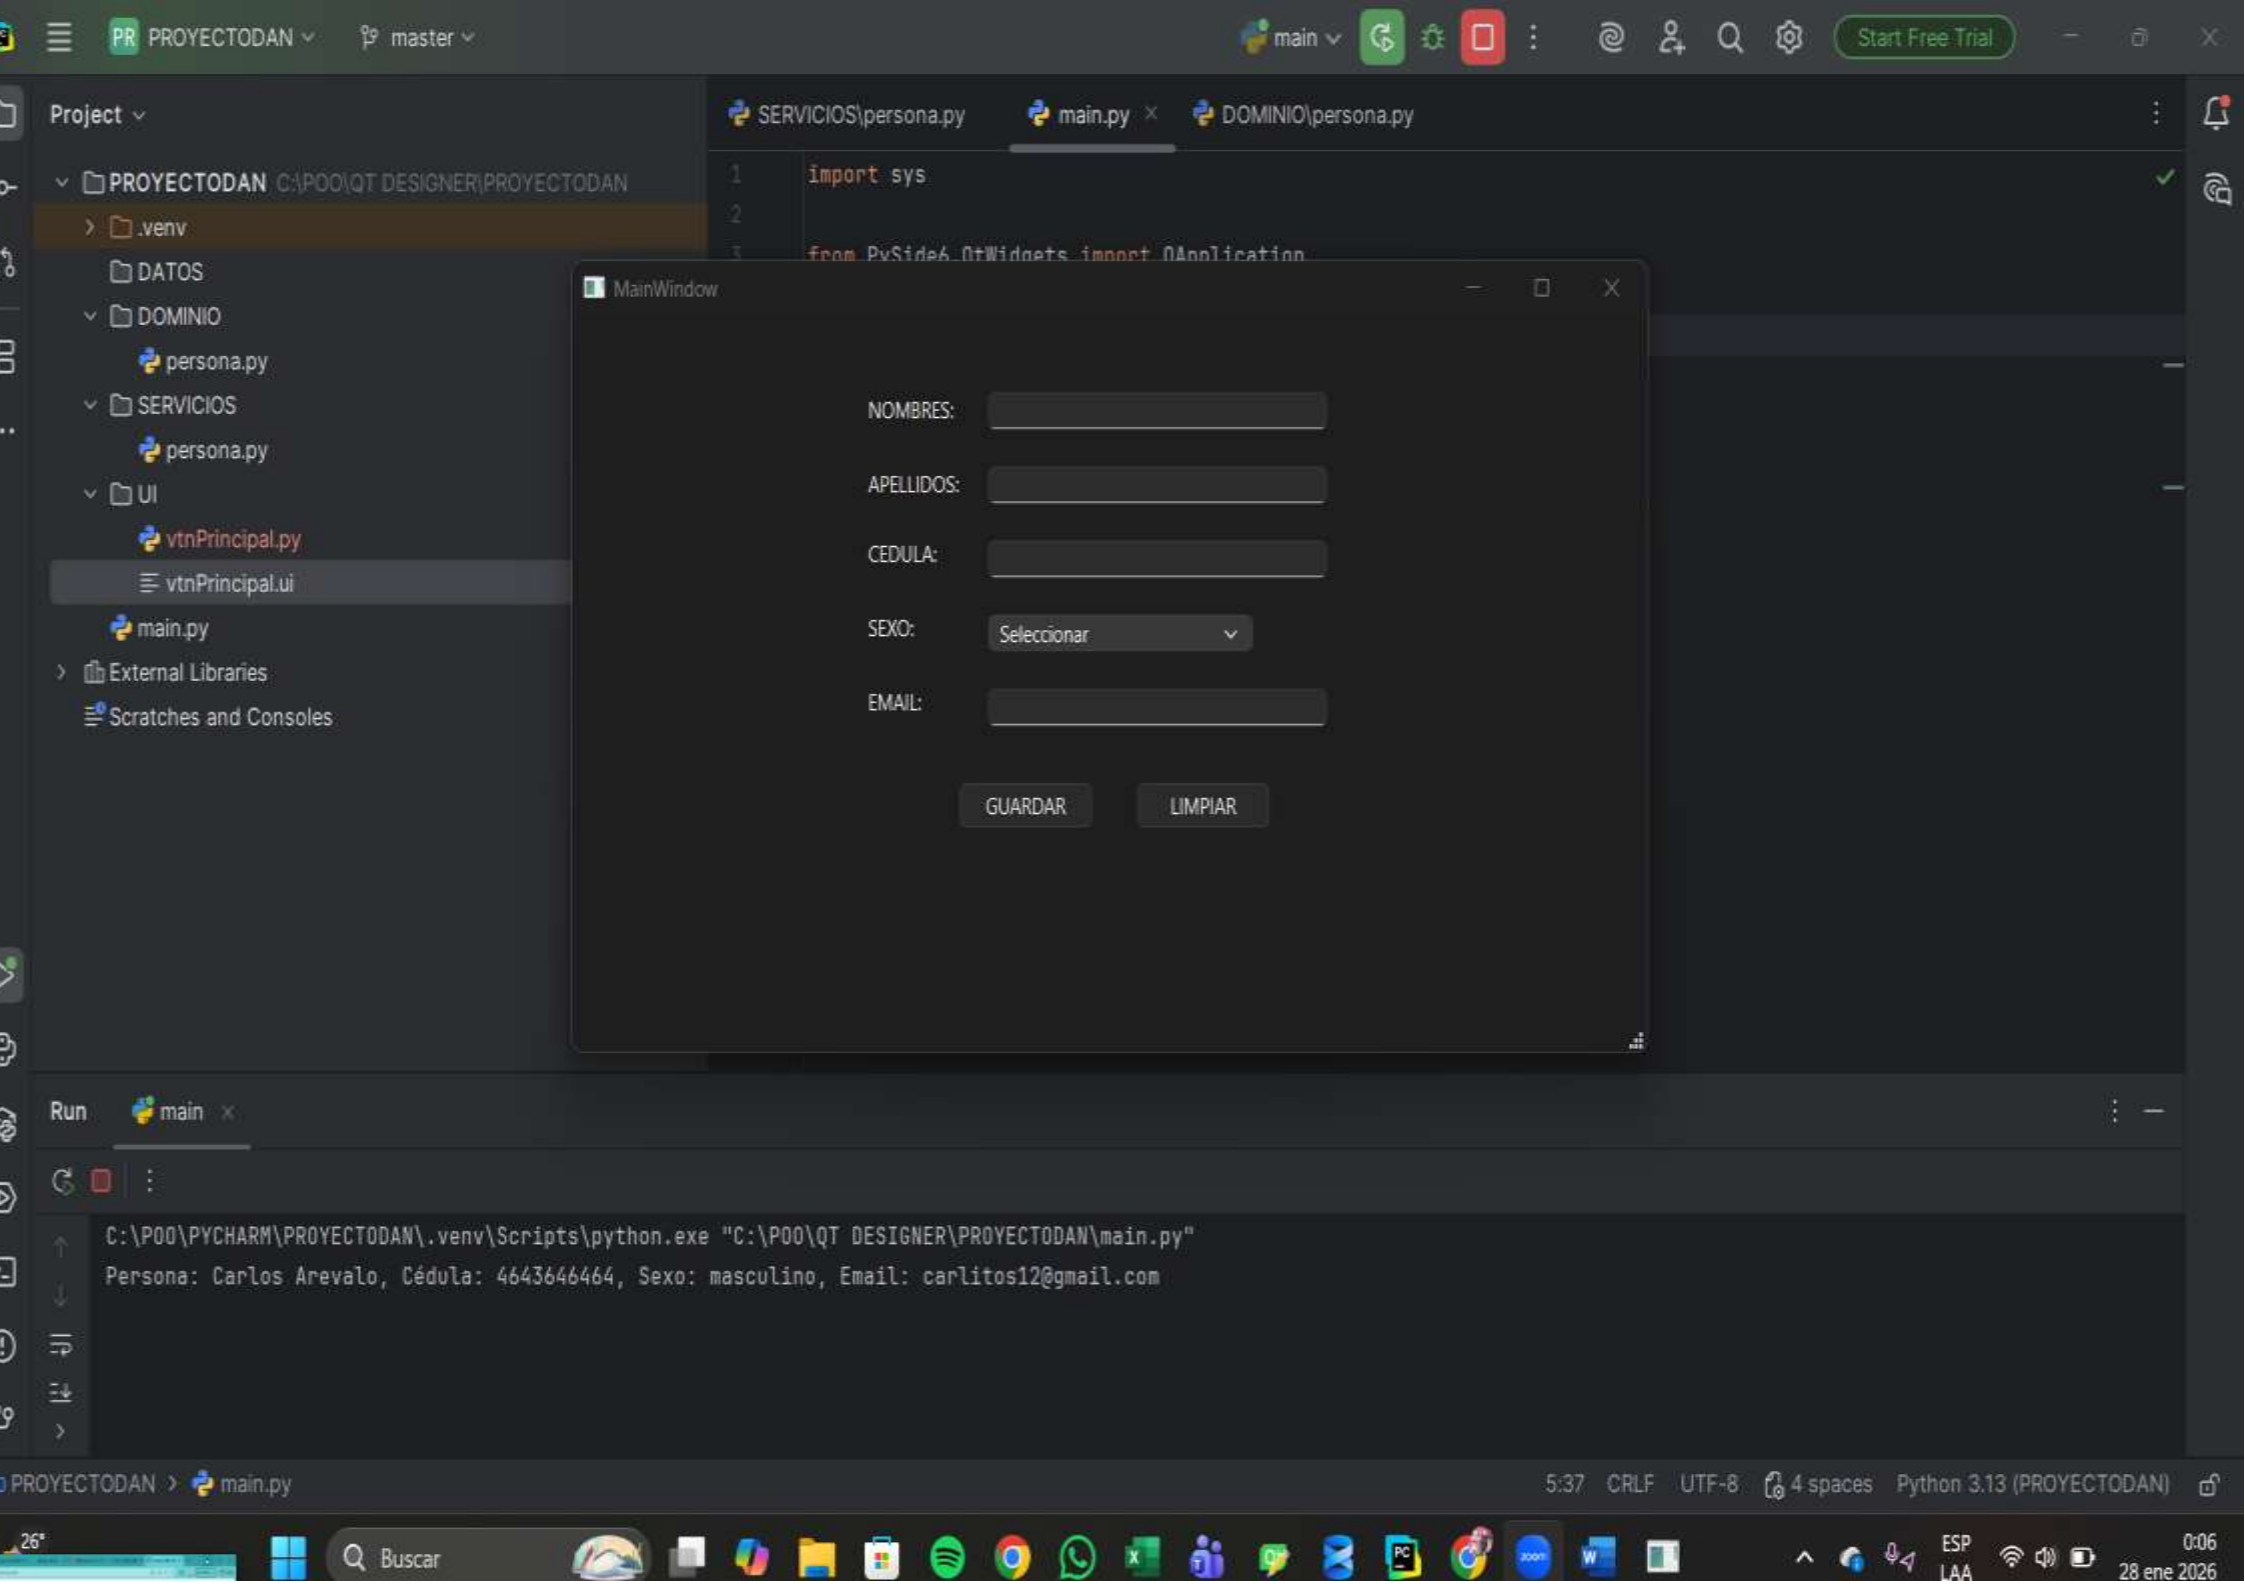 PR PROYECTODAN master main Start Free Trial
Project
SERVICIOS\persona.py main.py DOMINIO\persona.py
PROYECTODAN C:\POO\QT DESIGNER\PROYECTODAN
.venv
DATOS
DOMINIO
persona.py
SERVICIOS
persona.py
UI
vtnPrincipal.py
vtnPrincipal.ui
main.py
External Libraries
Scratches and Consoles
1 import sys
2
3 from PySide6.QtWidgets import QApplication
MainWindow
NOMBRES:
APELLIDOS:
CEDULA:
SEXO: Seleccionar
EMAIL:
GUARDAR LIMPIAR
Run main
C:\POO\PYCHARM\PROYECTODAN\.venv\Scripts\python.exe "C:\POO\QT DESIGNER\PROYECTODAN\main.py"
Persona: Carlos Arevalo, Cédula: 4643646464, Sexo: masculino, Email: carlitos12@gmail.com
PROYECTODAN > main.py 5:37 CRLF UTF-8 4 spaces Python 3.13 (PROYECTODAN)
26°
Buscar
PC
zoom
ESP
LAA
0:06
28 ene 2026